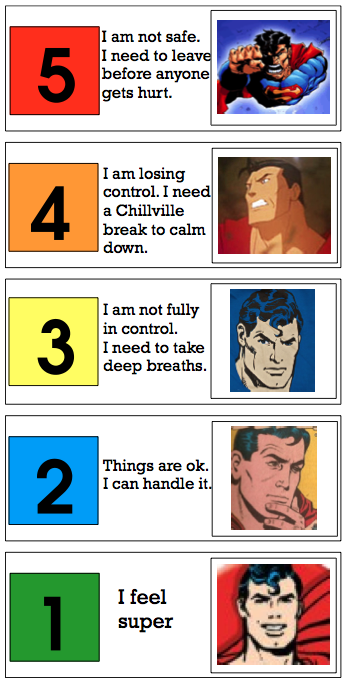 5
I am not safe.
I need to leave
before anyone
gets hurt.
4
I am losing
control. I need
a Chillville
break to calm
down.
3
I am not fully
in control.
I need to take
deep breaths.
2
Things are ok.
I can handle it.
1
I feel
super